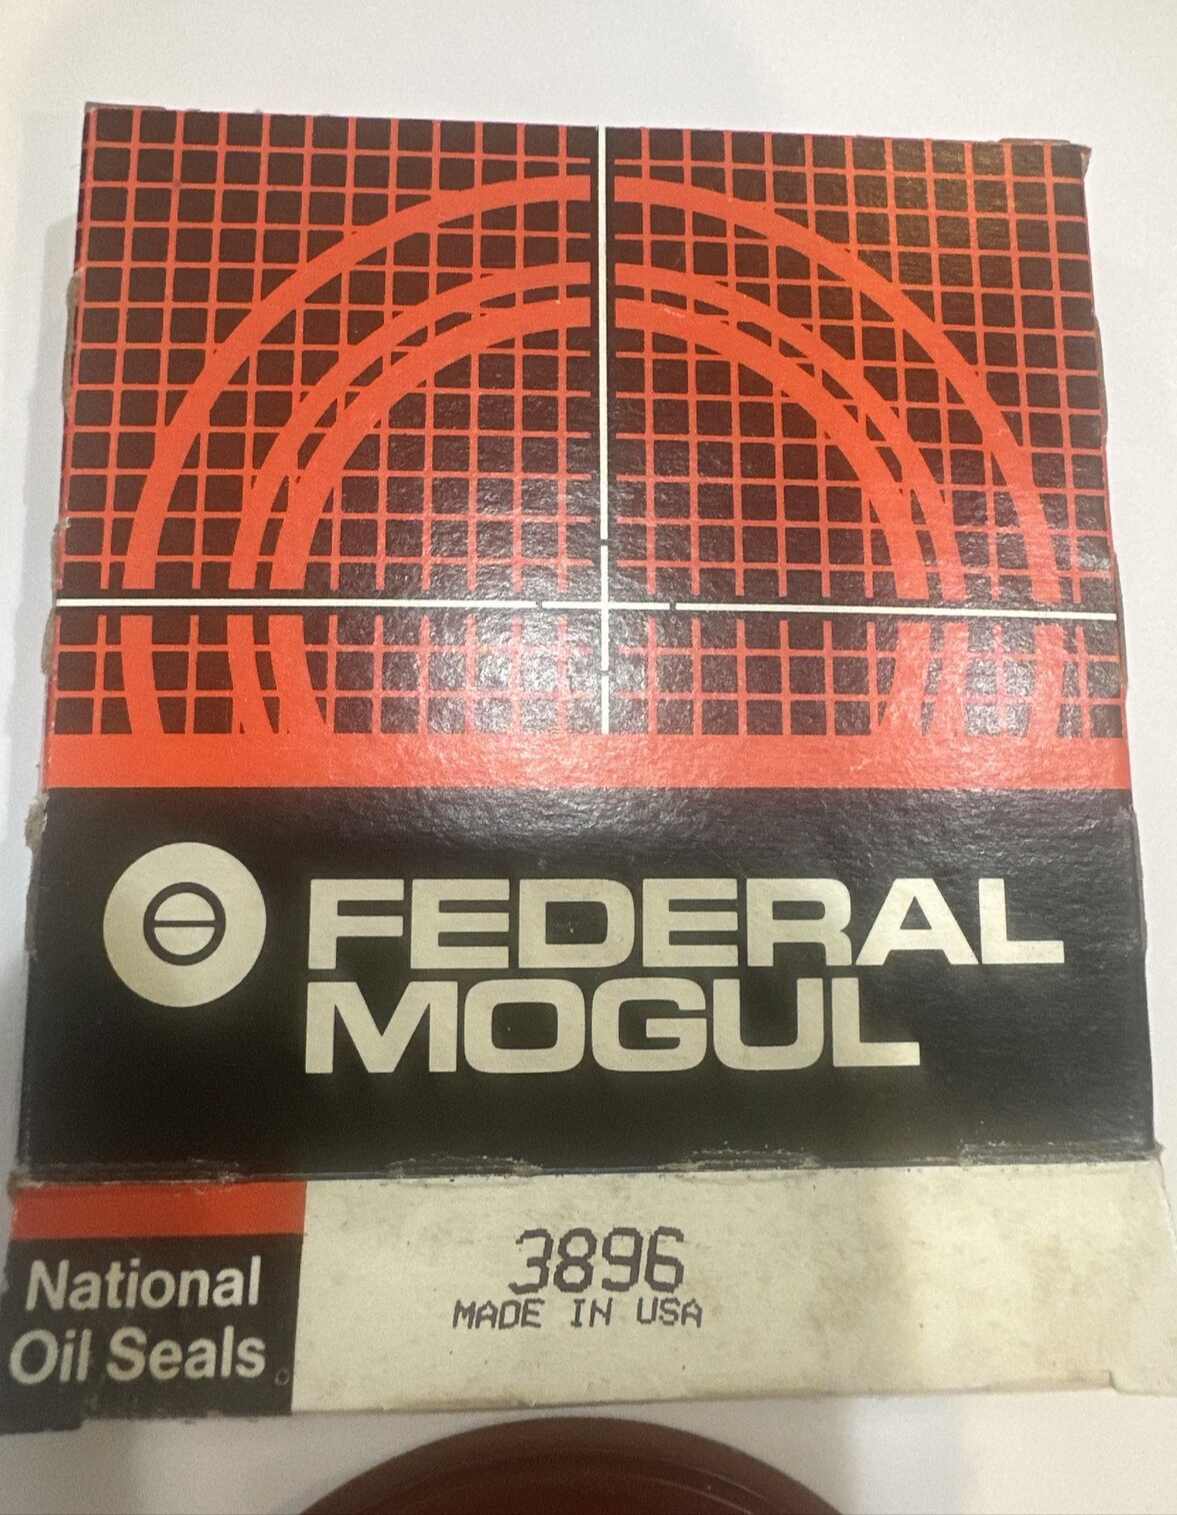 FEDERAL
MOGUL
National
Oil Seals
3896
MADE IN USA